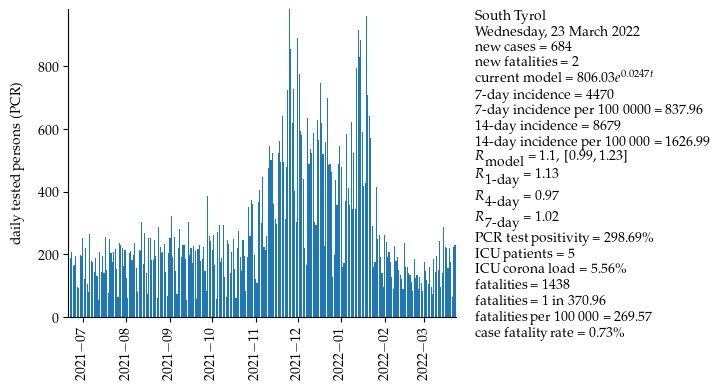 South Tyrol
Wednesday, 23 March 2022
new cases = 684
new fatalities = 2
current model = 806.03e^0.0247t
7-day incidence = 4470
7-day incidence per 100 0000 = 837.96
14-day incidence = 8679
14-day incidence per 100 000 = 1626.99
R_model = 1.1, [0.99, 1.23]
R_1-day = 1.13
R_4-day = 0.97
R_7-day = 1.02
PCR test positivity = 298.69%
ICU patients = 5
ICU corona load = 5.56%
fatalities = 1438
fatalities = 1 in 370.96
fatalities per 100 000 = 269.57
case fatality rate = 0.73%
daily tested persons (PCR)
800
600
400
200
0
2021−07
2021−08
2021−09
2021−10
2021−11
2021−12
2022−01
2022−02
2022−03